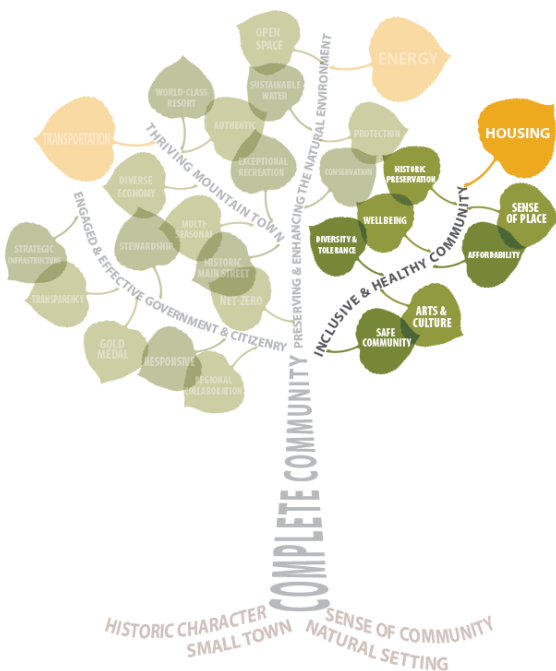 OPEN
SPACE
ENERGY
WORLD-CLASS
RESORT
SUSTAINABLE
WATER
TRANSPORTATION
AUTHENTIC
PROTECTION
HOUSING
THRIVING MOUNTAIN TOWN
EXCEPTIONAL
RECREATION
CONSERVATION
HISTORIC
PRESERVATION
PRESERVING & ENHANCING THE NATURAL ENVIRONMENT
DIVERSE
ECONOMY
MULTI-
SEASONAL
WELLBEING
SENSE
OF PLACE
STRATEGIC
INFRASTRUCTURE
STEWARDSHIP
HISTORIC
MAIN STREET
DIVERSITY &
TOLERANCE
AFFORDABILITY
INCLUSIVE & HEALTHY COMMUNITY
ENGAGED & EFFECTIVE GOVERNMENT & CITIZENRY
TRANSPARENCY
NET-ZERO
ARTS &
CULTURE
GOLD
MEDAL
RESPONSIVE
REGIONAL
COLLABORATION
SAFE
COMMUNITY
COMPLETE COMMUNITY
HISTORIC CHARACTER
SMALL TOWN
SENSE OF COMMUNITY
NATURAL SETTING